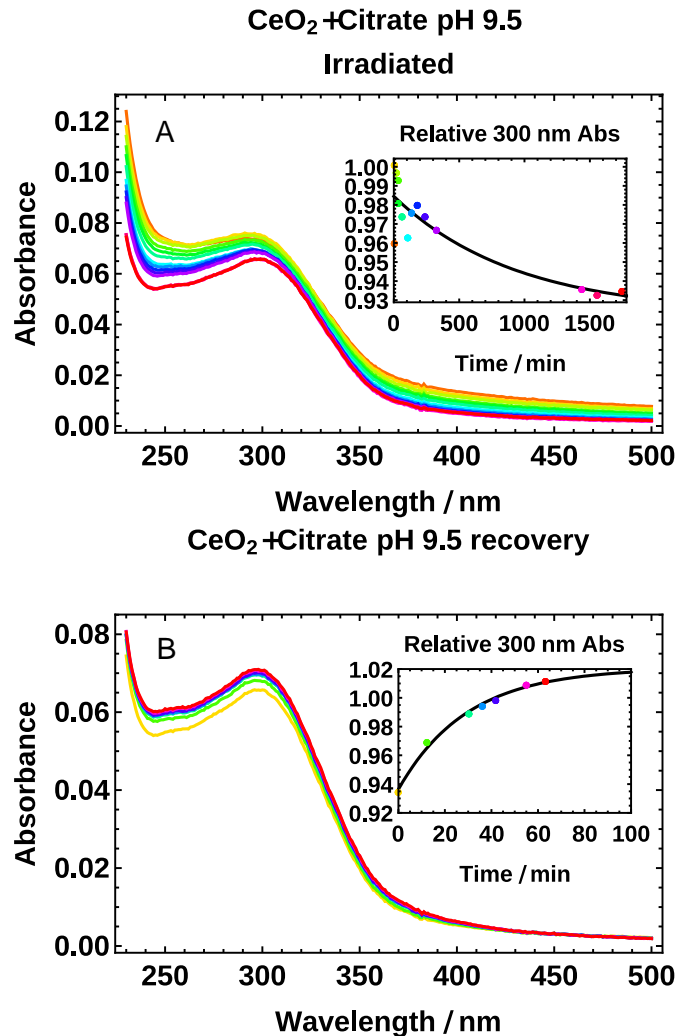 CeO₂+Citrate pH 9.5
Irradiated
A
Relative 300 nm Abs
1.00
0.99
0.98
0.97
0.96
0.94
0.93
0 500 1000 1500
Time / min
0.12
0.10
0.08
0.06
0.04
0.02
0.00
Absorbance
250 300 350 400 450 500
Wavelength / nm
CeO₂+Citrate pH 9.5 recovery
B
Relative 300 nm Abs
1.02
1.00
0.98
0.96
0.94
0.92
0 20 40 60 80 100
Time / min
0.08
0.06
0.04
0.02
0.00
Absorbance
250 300 350 400 450 500
Wavelength / nm